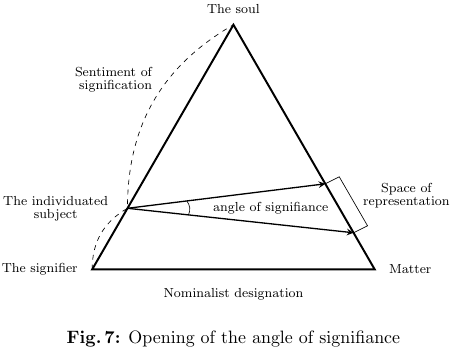 The soul
Sentiment of
signification
The individuated
subject
angle of signifiance
Space of
representation
The signifier
Matter
Nominalist designation
Fig. 7: Opening of the angle of signifiance